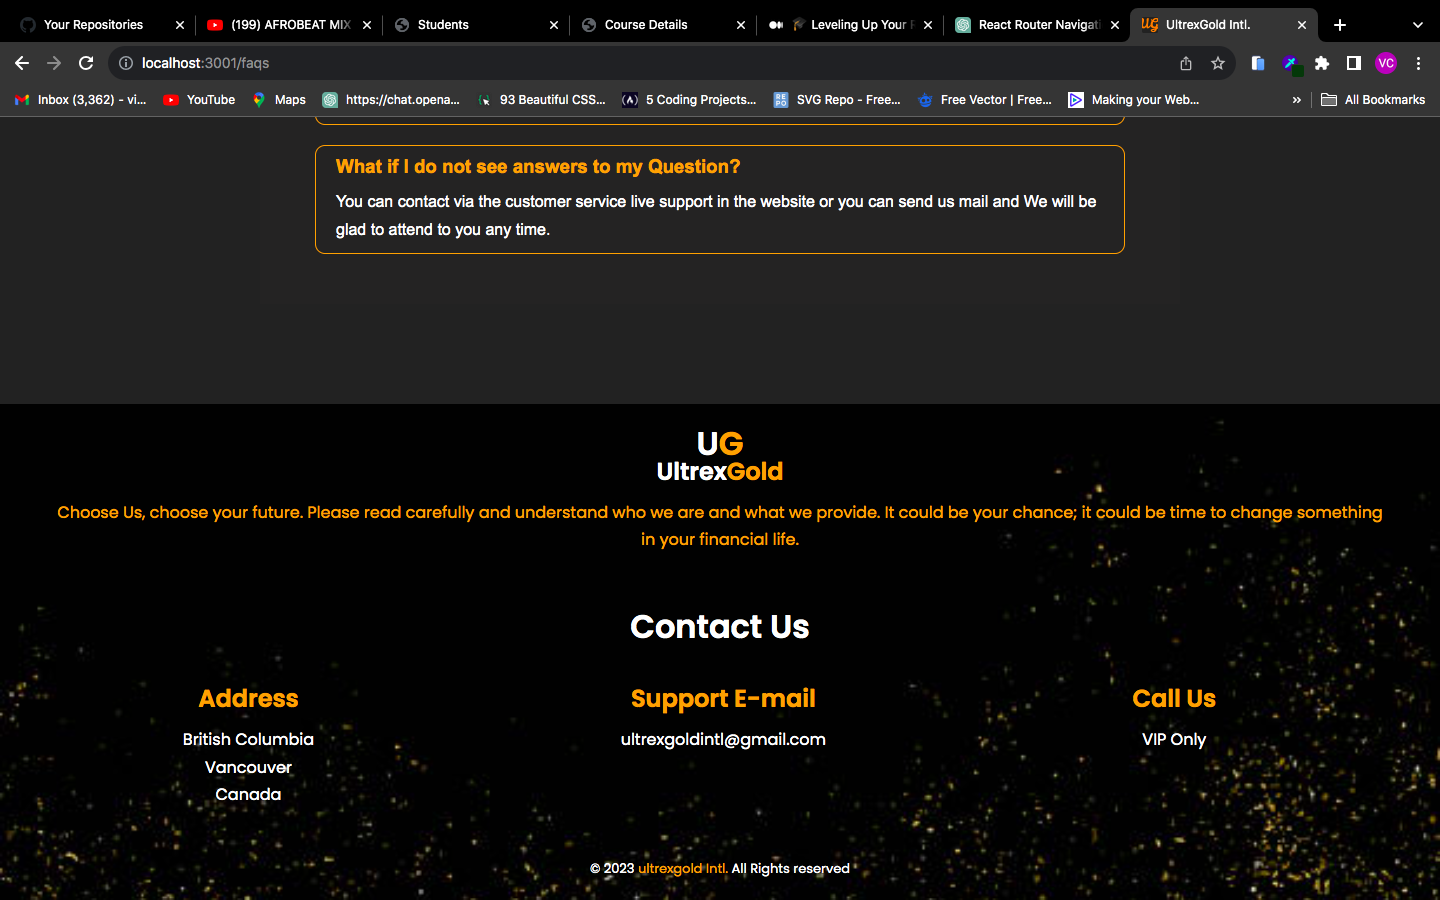 Your Repositories
(199) AFROBEAT MIX
Students
Course Details
Leveling Up Your
React Router Navigati
UG
UltrexGold Intl.
localhost:3001/faqs
VC
Inbox (3,362) - vi...
YouTube
Maps
https://chat.opena...
93 Beautiful CSS...
(A)
5 Coding Projects...
RE
PO
SVG Repo - Free...
Free Vector | Free...
Making your Web...
»
All Bookmarks
What if I do not see answers to my Question?
You can contact via the customer service live support in the website or you can send us mail and We will be
glad to attend to you any time.
UG
UltrexGold
Choose Us, choose your future. Please read carefully and understand who we are and what we provide. It could be your chance; it could be time to change something
in your financial life.
Contact Us
Address
British Columbia
Vancouver
Canada
Support E-mail
ultrexgoldintl@gmail.com
Call Us
VIP Only
© 2023 ultrexgold Intl. All Rights reserved